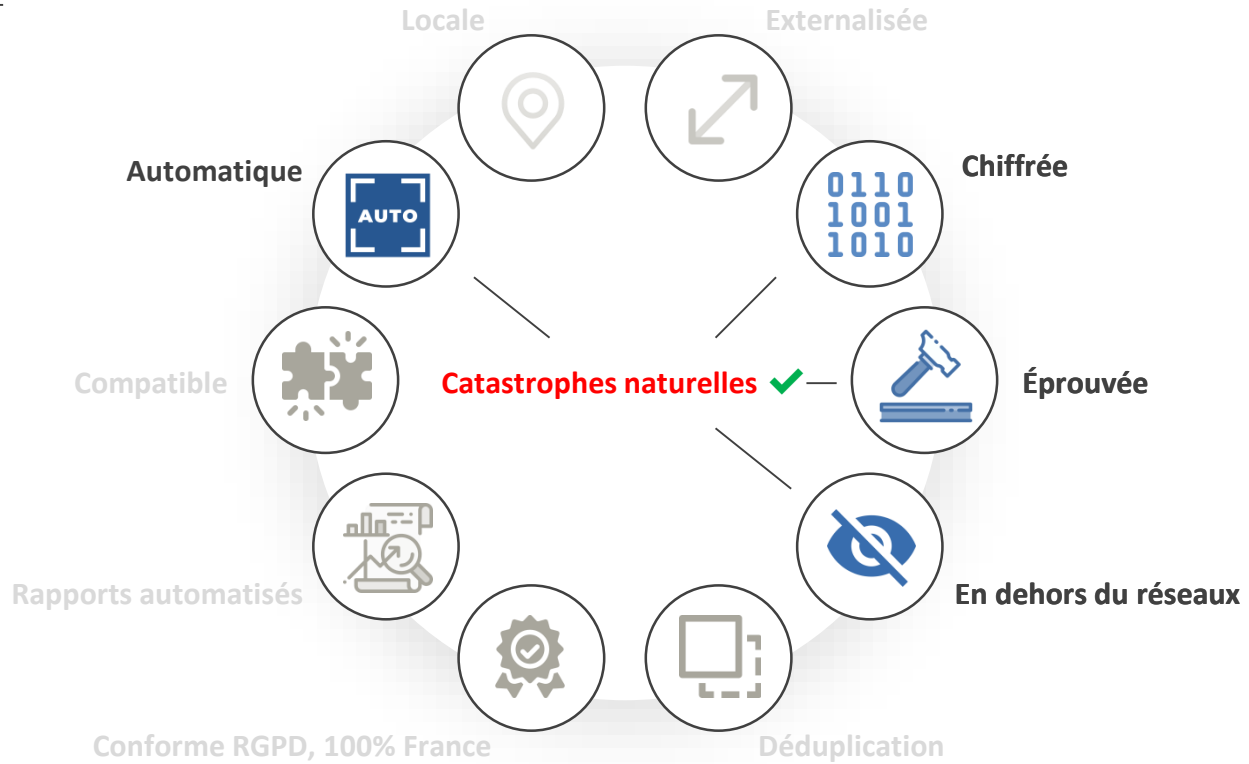 Locale
Externalisée
Automatique
AUTO
0110
1001
1010
Chiffrée
Compatible
Catastrophes naturelles
Éprouvée
Rapports automatisés
En dehors du réseaux
Conforme RGPD, 100% France
Déduplication